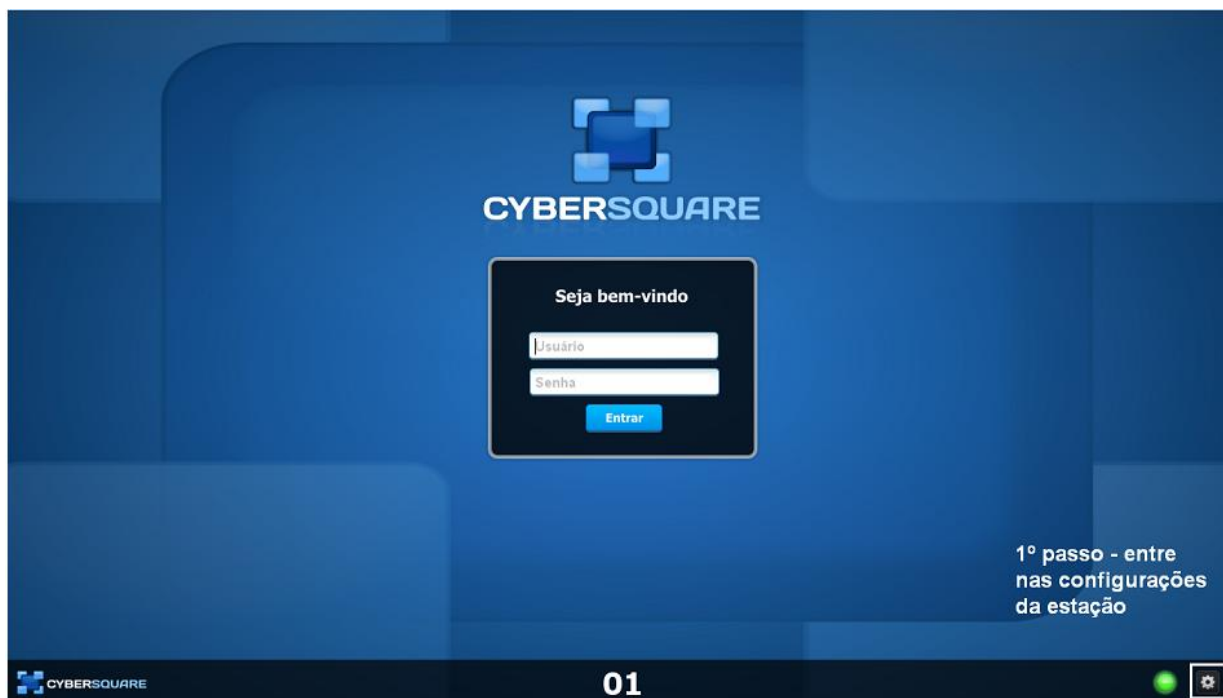 CYBERSQUARE
Seja bem-vindo
Usuário
Senha
Entrar
1º passo - entre
nas configurações
da estação
CYBERSQUARE
01